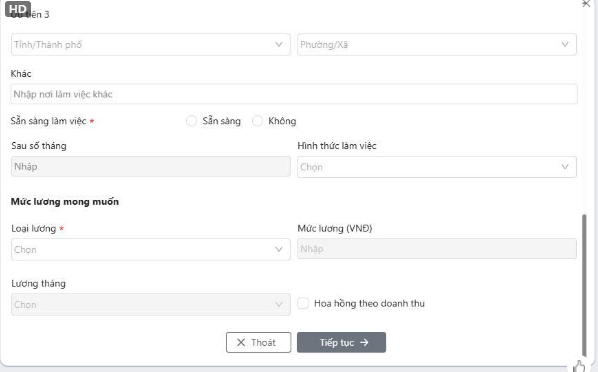 HD
Ưu tiên 3
Tỉnh/Thành phố Phường/Xã
Khác
Nhập nơi làm việc khác
Sẵn sàng làm việc * Sẵn sàng Không
Sau số tháng Hình thức làm việc
Nhập Chọn
Mức lương mong muốn
Loại lương * Mức lương (VNĐ)
Chọn Nhập
Lương tháng
Chọn Hoa hồng theo doanh thu
Thoát Tiếp tục